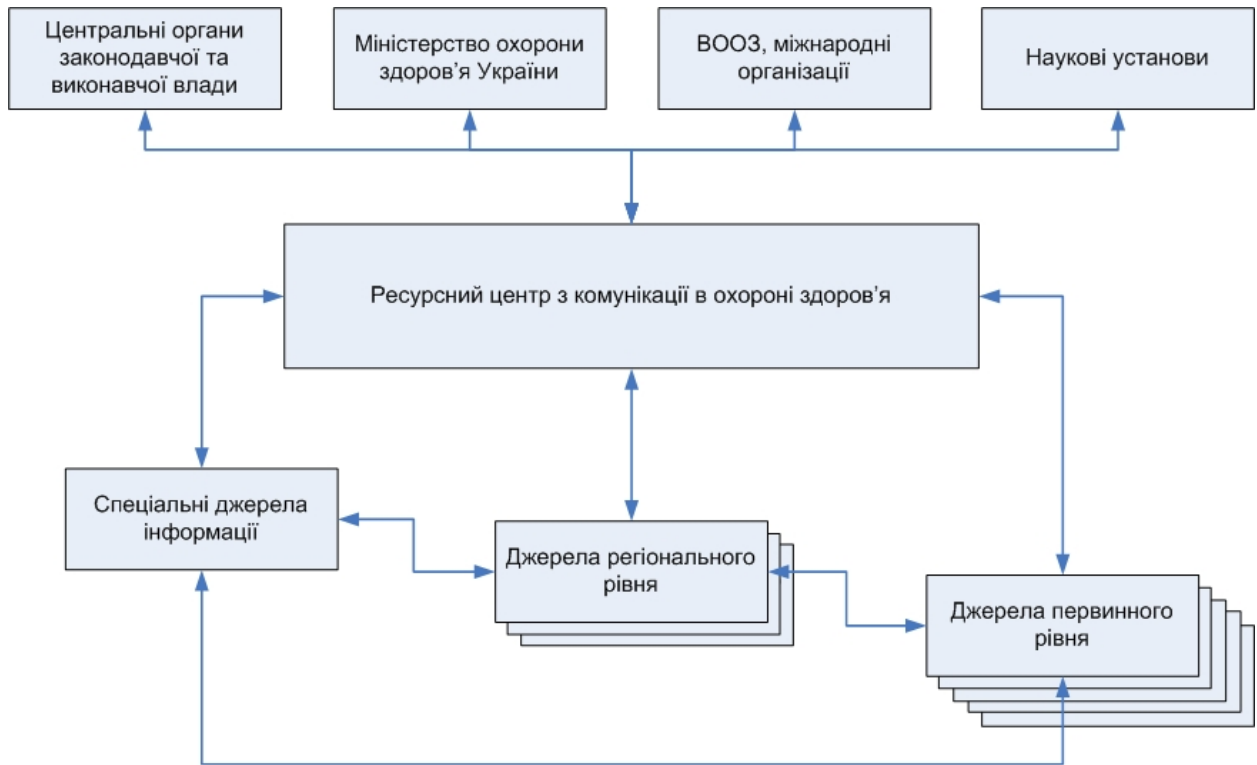 Центральні органи
законодавчої та
виконавчої влади
Міністерство охорони
здоров’я України
ВООЗ, міжнародні
організації
Наукові установи
Ресурсний центр з комунікації в охороні здоров’я
Спеціальні джерела
інформації
Джерела регіонального
рівня
Джерела первинного
рівня